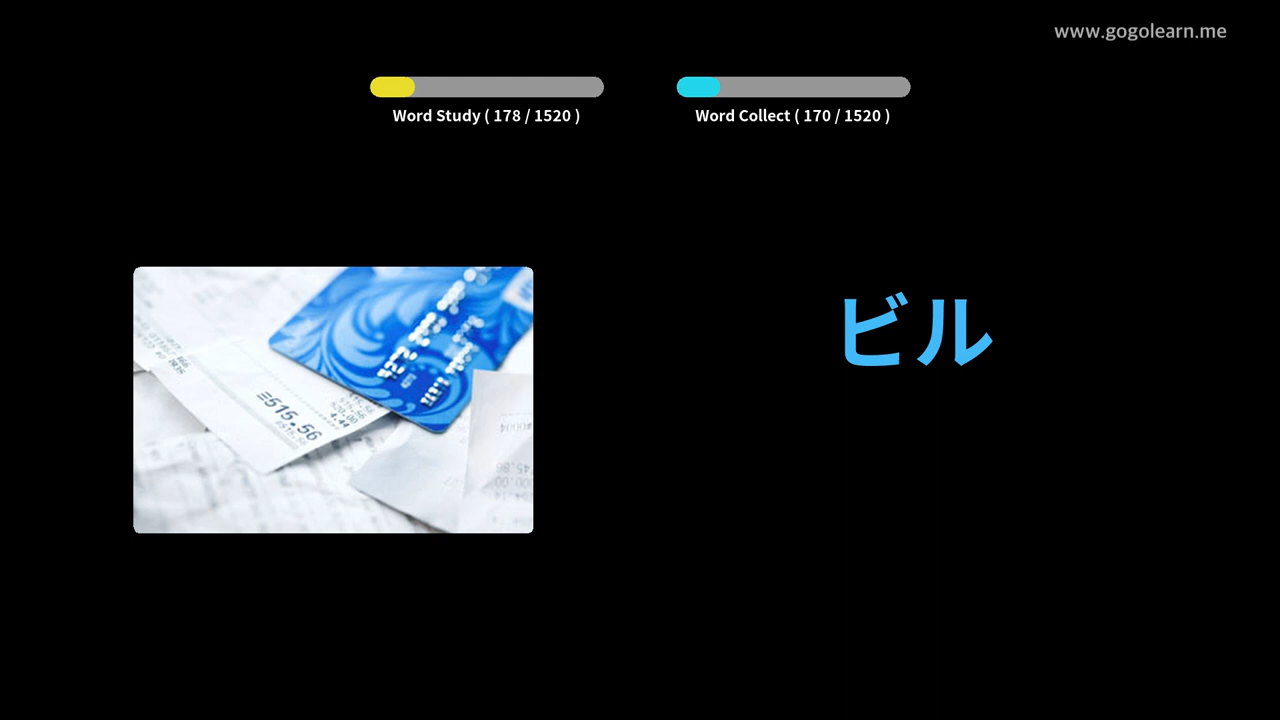 www.gogolearn.me
Word Study ( 178 / 1520 )
Word Collect ( 170 / 1520 )
ビル
=515.56